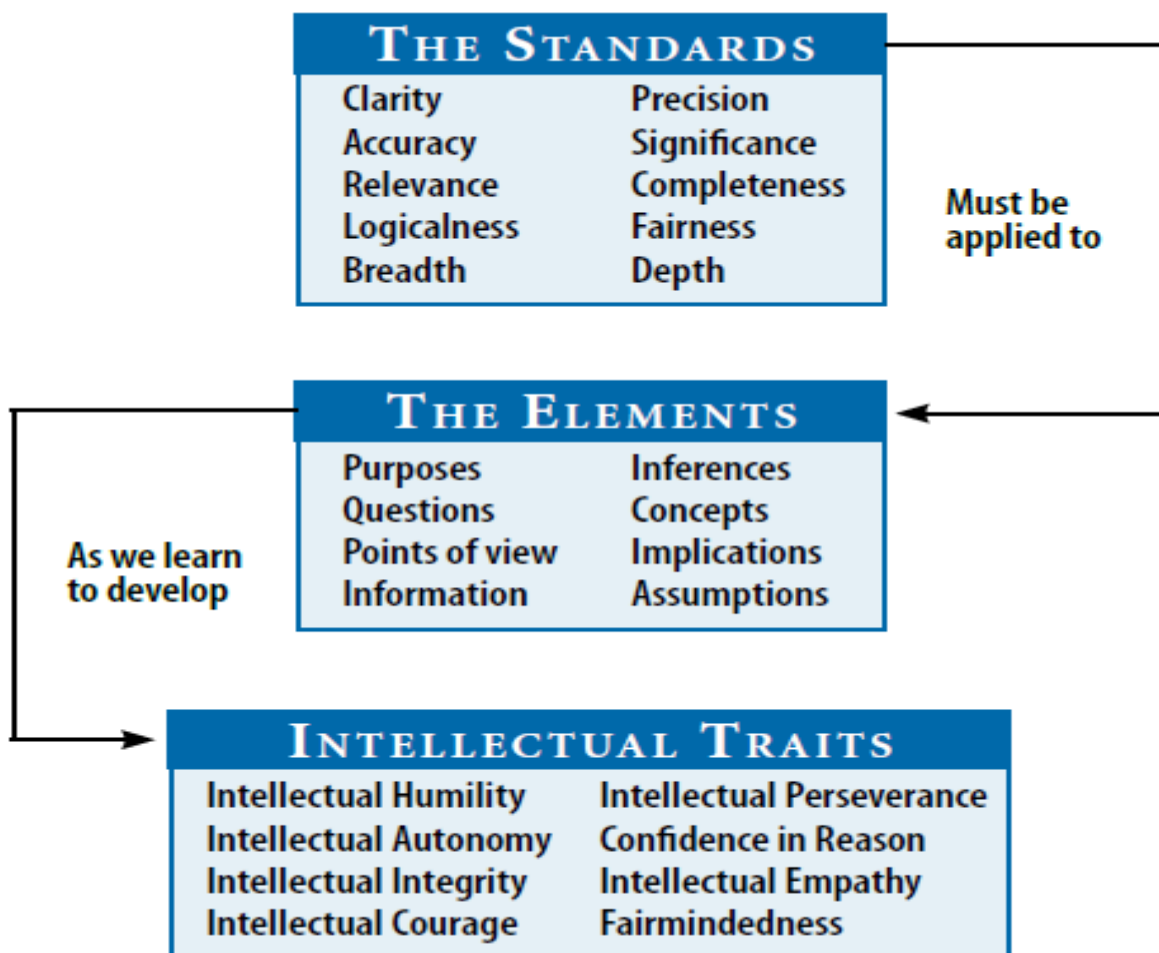 THE STANDARDS
Clarity Precision
Accuracy Significance
Relevance Completeness
Logicalness Fairness
Breadth Depth
Must be
applied to
THE ELEMENTS
Purposes Inferences
Questions Concepts
Points of view Implications
Information Assumptions
As we learn
to develop
INTELLECTUAL TRAITS
Intellectual Humility Intellectual Perseverance
Intellectual Autonomy Confidence in Reason
Intellectual Integrity Intellectual Empathy
Intellectual Courage Fairmindedness